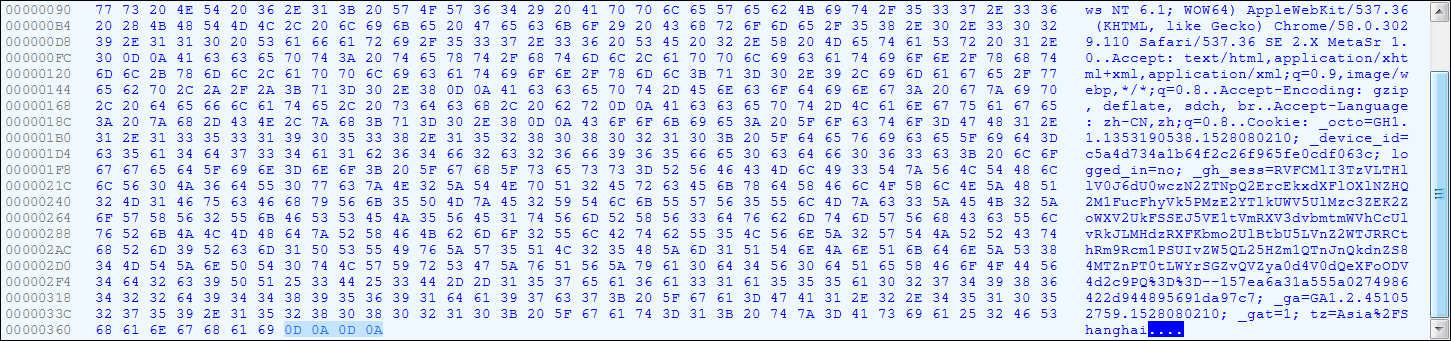 00000090 77 73 20 4E 54 20 36 2E 31 3B 20 57 4F 57 36 34 29 20 41 70 70 6C 65 57 65 62 4B 69 74 2F 35 33 37 2E 33 36 ws NT 6.1; WOW64) AppleWebKit/537.36
000000B4 20 28 4B 48 54 4D 4C 2C 20 6C 69 6B 65 20 47 65 63 6B 6F 29 20 43 68 72 6F 6D 65 2F 35 38 2E 30 2E 33 30 32 (KHTML, like Gecko) Chrome/58.0.302
000000D8 39 2E 31 31 30 20 53 61 66 61 72 69 2F 35 33 37 2E 33 36 20 53 45 20 32 2E 58 20 4D 65 74 61 53 72 20 31 2E 9.110 Safari/537.36 SE 2.X MetaSr 1.
000000FC 30 0D 0A 41 63 63 65 70 74 3A 20 74 65 78 74 2F 68 74 6D 6C 2C 61 70 70 6C 69 63 61 74 69 6F 6E 2F 78 68 74 0..Accept: text/html,application/xht
00000120 6D 6C 2B 78 6D 6C 2C 61 70 70 6C 69 63 61 74 69 6F 6E 2F 78 6D 6C 3B 71 3D 30 2E 39 2C 69 6D 61 67 65 2F 77 ml+xml,application/xml;q=0.9,image/w
00000144 65 62 70 2C 2A 2F 2A 3B 71 3D 30 2E 38 0D 0A 41 63 63 65 70 74 2D 45 6E 63 6F 64 69 6E 67 3A 20 67 7A 69 70 ebp,*/*;q=0.8..Accept-Encoding: gzip
00000168 2C 20 64 65 66 6C 61 74 65 2C 20 73 64 63 68 2C 20 62 72 0D 0A 41 63 63 65 70 74 2D 4C 61 6E 67 75 61 67 65 , deflate, sdch, br..Accept-Language
0000018C 3A 20 7A 68 2D 43 4E 2C 7A 68 3B 71 3D 30 2E 38 0D 0A 43 6F 6F 6B 69 65 3A 20 5F 6F 63 74 6F 3D 47 48 31 2E : zh-CN,zh;q=0.8..Cookie: _octo=GH1.
000001B0 31 2E 31 33 35 33 31 39 30 35 33 38 2E 31 35 32 38 30 38 30 32 31 30 3B 20 5F 64 65 76 69 63 65 5F 69 64 3D 1.1353190538.1528080210; _device_id=
000001D4 63 35 61 34 64 37 33 34 61 31 62 36 34 66 32 63 32 36 66 39 36 35 66 65 30 63 64 66 30 36 33 63 3B 20 6C 6F c5a4d734a1b64f2c26f965fe0cdf063c; lo
000001F8 67 67 65 64 5F 69 6E 3D 6E 6F 3B 20 5F 67 68 5F 73 65 73 73 3D 52 56 46 43 4D 6C 49 33 54 7A 56 4C 54 48 6C gged_in=no; _gh_sess=RVFCMlI3TzVLTHl
0000021C 6C 56 30 4A 36 64 55 30 77 63 7A 4E 32 5A 54 4E 70 51 32 45 72 63 45 6B 78 64 58 46 6C 4F 58 6C 4E 5A 48 51 lV0J6dU0wczN2ZTNpQ2ErcEkxdXFlOXlNZHQ
00000240 32 4D 31 46 75 63 46 68 79 56 6B 35 50 4D 7A 45 32 59 54 6C 6B 55 57 56 35 55 6C 4D 7A 63 33 5A 45 4B 32 5A 2M1FucFhyVk5PMzE2YTlkUWV5UlMzc3ZEK2Z
00000264 6F 57 58 56 32 55 6B 46 53 53 45 4A 35 56 45 31 74 56 6D 52 58 56 33 64 76 62 6D 74 6D 57 56 68 43 63 55 6C oWXV2UkFSSEJ5VE1tVmRXV3dvbmtmWVhCcUl
00000288 76 52 6B 4A 4C 4D 48 64 7A 52 58 46 4B 62 6D 6F 32 55 6C 42 74 62 55 35 4C 56 6E 5A 32 57 54 4A 52 52 43 74 vRkJLMHdzRXFKbmo2UlBtbU5LVnZ2WTJRRCt
000002AC 68 52 6D 39 52 63 6D 31 50 53 55 49 76 5A 57 35 51 4C 32 35 48 5A 6D 31 51 54 6E 4A 6E 51 6B 64 6E 5A 53 38 hRm9Rcm1PSUIvZW5QL25HZm1QTnJnQkdnZS8
000002D0 34 4D 54 5A 6E 50 54 30 74 4C 57 59 72 53 47 5A 76 51 56 5A 79 61 30 64 34 56 30 64 51 65 58 46 6F 4F 44 56 4MTZnPT0tLWYrSGZvQVZya0d4V0dQeXFoODV
000002F4 34 64 32 63 39 50 51 25 33 44 25 33 44 2D 2D 31 35 37 65 61 36 61 33 31 61 35 35 35 61 30 32 37 34 39 38 36 4d2c9PQ%3D%3D--157ea6a31a555a0274986
00000318 34 32 32 64 39 34 34 38 39 35 36 39 31 64 61 39 37 63 37 3B 20 5F 67 61 3D 47 41 31 2E 32 2E 34 35 31 30 35 422d944895691da97c7; _ga=GA1.2.45105
0000033C 32 37 35 39 2E 31 35 32 38 30 38 30 32 31 30 3B 20 5F 67 61 74 3D 31 3B 20 74 7A 3D 41 73 69 61 25 32 46 53 2759.1528080210; _gat=1; tz=Asia%2FS
00000360 68 61 6E 67 68 61 69 0D 0A 0D 0A hanghai....